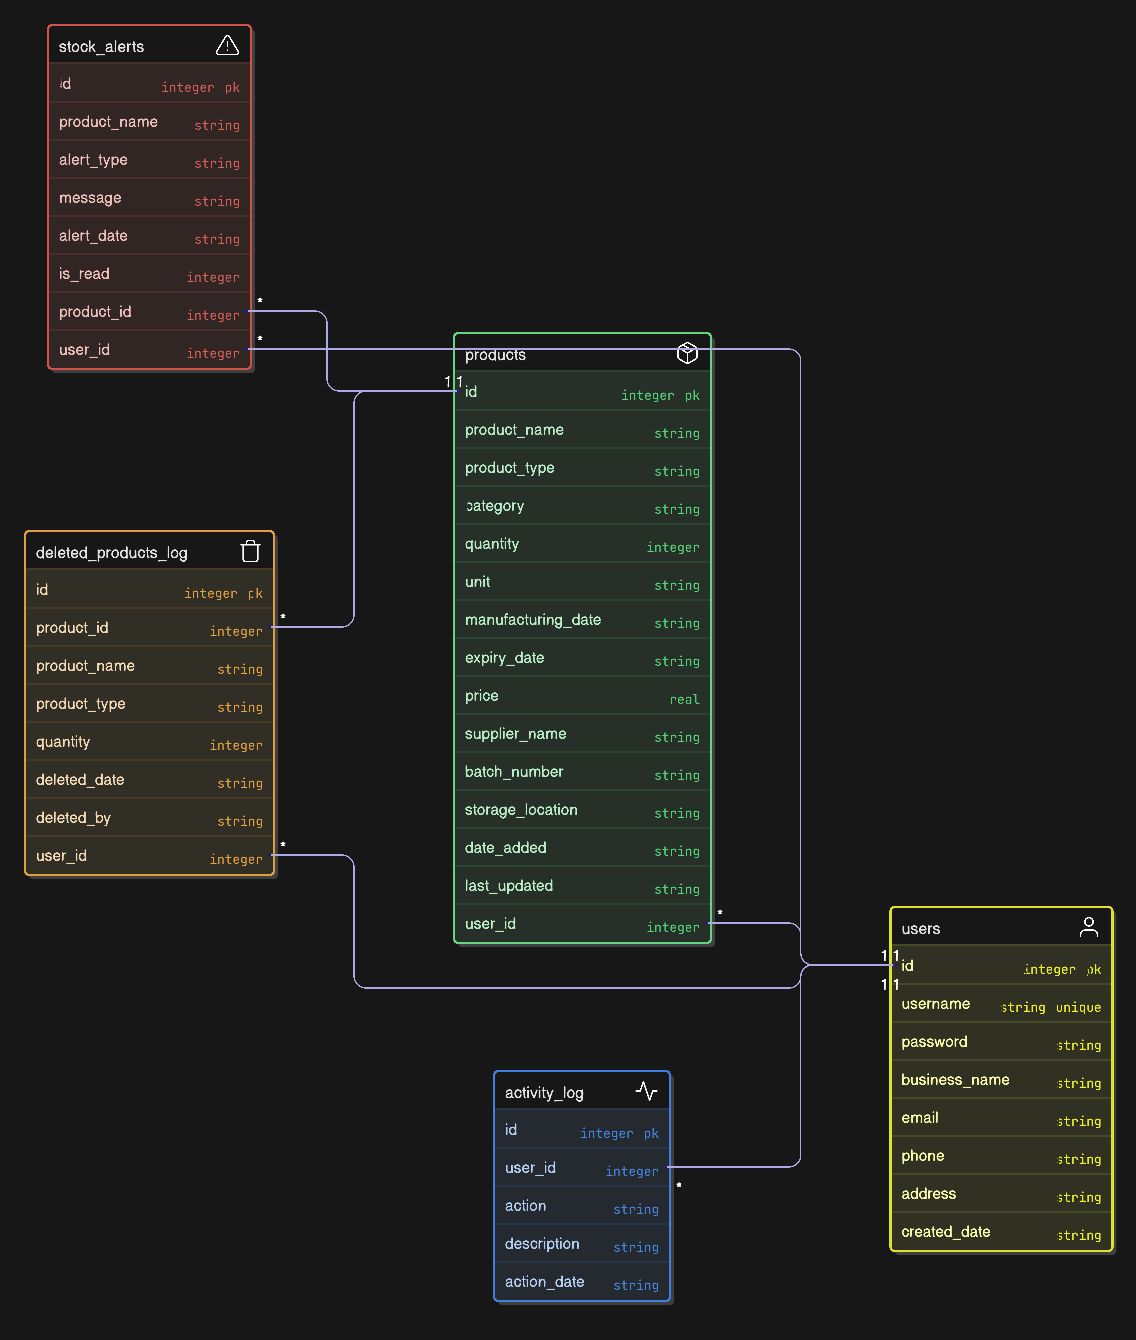 stock_alerts
id integer pk
product_name string
alert_type string
message string
alert_date string
is_read integer
product_id integer *
user_id integer *
products
1 1
id integer pk
product_name string
product_type string
category string
quantity integer
unit string
manufacturing_date string
expiry_date string
price real
supplier_name string
batch_number string
storage_location string
date_added string
last_updated string
user_id integer *
deleted_products_log
id integer pk
product_id integer *
product_name string
product_type string
quantity integer
deleted_date string
deleted_by string
user_id integer *
users
1 1
id integer pk
1 1
username string unique
password string
business_name string
email string
phone string
address string
created_date string
activity_log
id integer pk
user_id integer *
action string
description string
action_date string